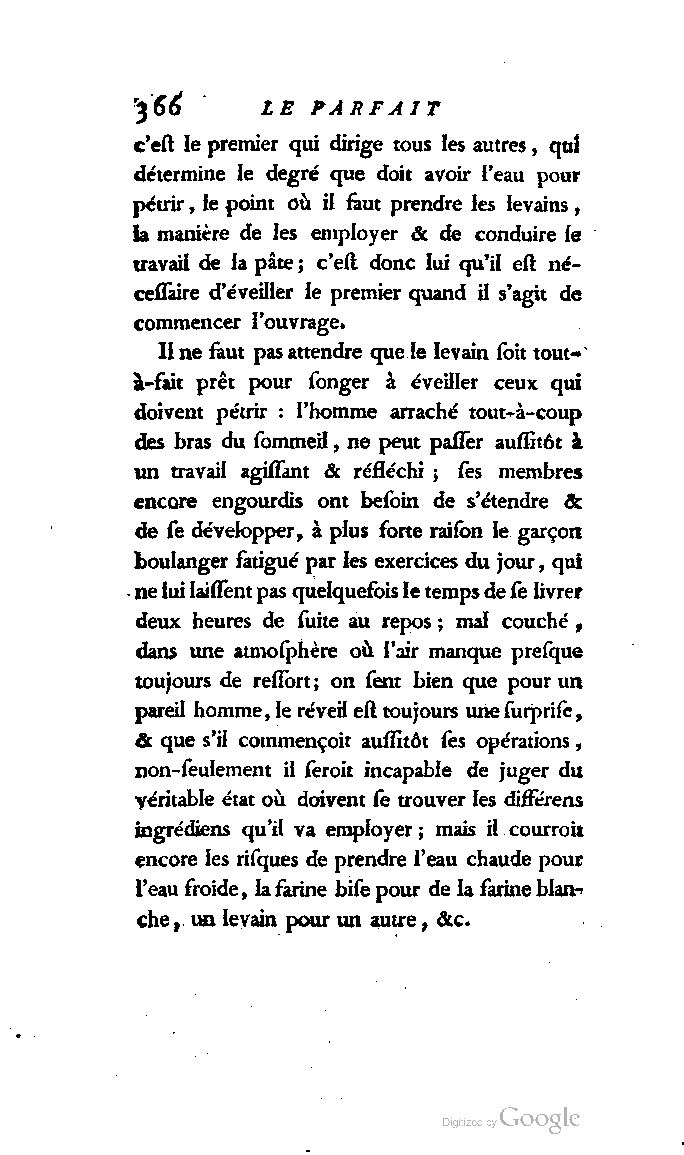 366 LE PARFAIT
c'eſt le premier qui dirige tous les autres, qui
détermine le degré que doit avoir l'eau pour
pétrir, le point où il faut prendre les levains,
la manière de les employer & de conduire le
travail de la pâte; c'eſt donc lui qu'il eſt né-
ceſſaire d'éveiller le premier quand il s'agit de
commencer l'ouvrage.
Il ne faut pas attendre que le levain ſoit tout-
à-fait prêt pour ſonger à éveiller ceux qui
doivent pétrir : l'homme arraché tout-à-coup
des bras du ſommeil, ne peut paſſer auſſitôt à
un travail agiſſant & réfléchi ; ſes membres
encore engourdis ont beſoin de s'étendre &
de ſe développer, à plus forte raiſon le garçon
boulanger fatigué par les exercices du jour, qui
ne lui laiſſent pas quelquefois le temps de ſe livrer
deux heures de ſuite au repos ; mal couché,
dans une atmoſphère où l'air manque preſque
toujours de reſſort; on ſent bien que pour un
pareil homme, le réveil eſt toujours une ſurpriſe,
& que s'il commençoit auſſitôt ſes opérations,
non-ſeulement il ſeroit incapable de juger du
véritable état où doivent ſe trouver les différens
ingrédiens qu'il va employer ; mais il courroit
encore les riſques de prendre l'eau chaude pour
l'eau froide, la farine biſe pour de la farine blan-
che, un levain pour un autre, &c.
Digitized by Google